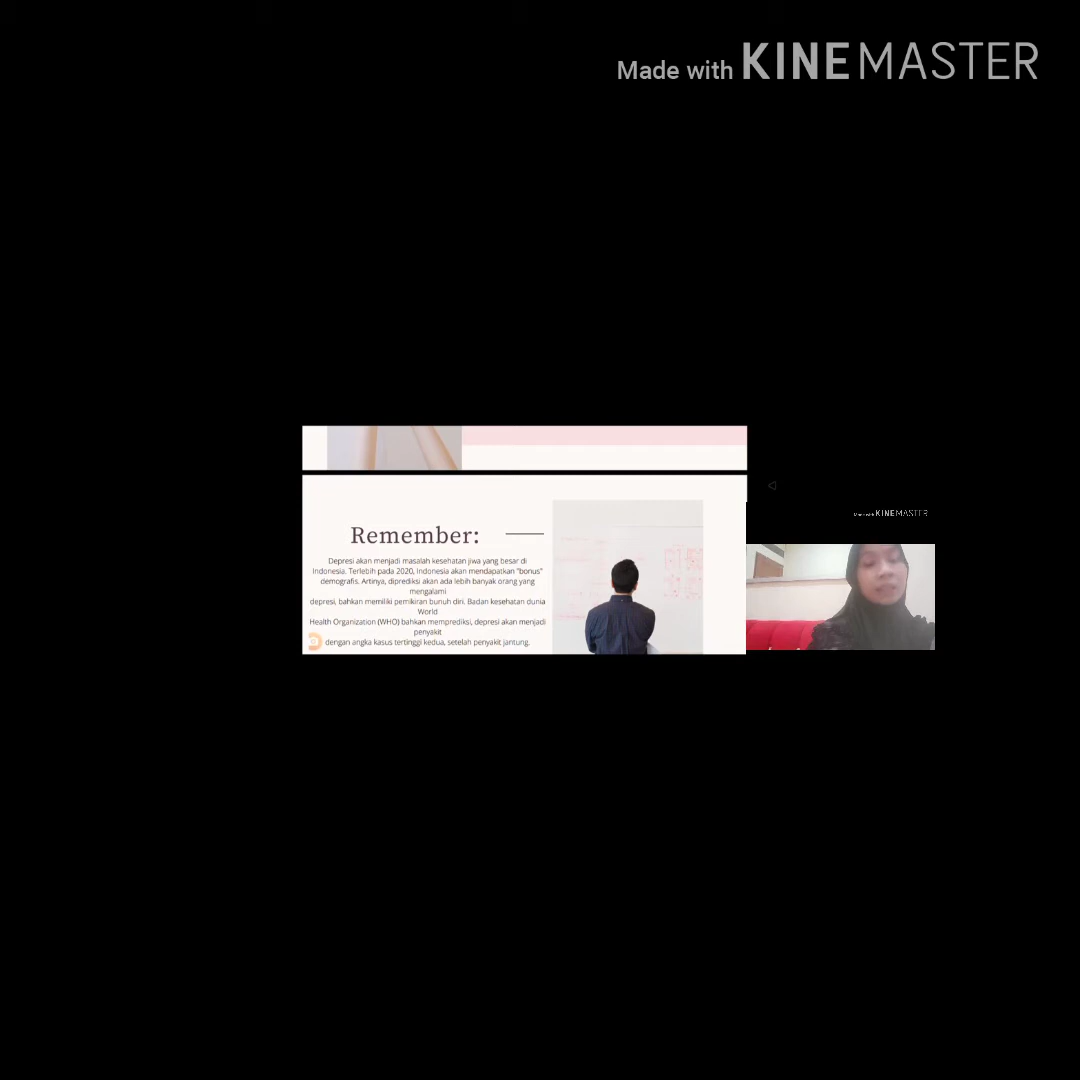 Made with KINEMASTER
Made with KINEMASTER
Remember:
Depresi akan menjadi masalah kesehatan jiwa yang besar di
Indonesia. Terlebih pada 2020, Indonesia akan mendapatkan "bonus"
demografis. Artinya, diprediksi akan ada lebih banyak orang yang
mengalami
depresi, bahkan memiliki pemikiran bunuh diri. Badan kesehatan dunia
World
Health Organization (WHO) bahkan memprediksi, depresi akan menjadi
penyakit
dengan angka kasus tertinggi kedua, setelah penyakit jantung.